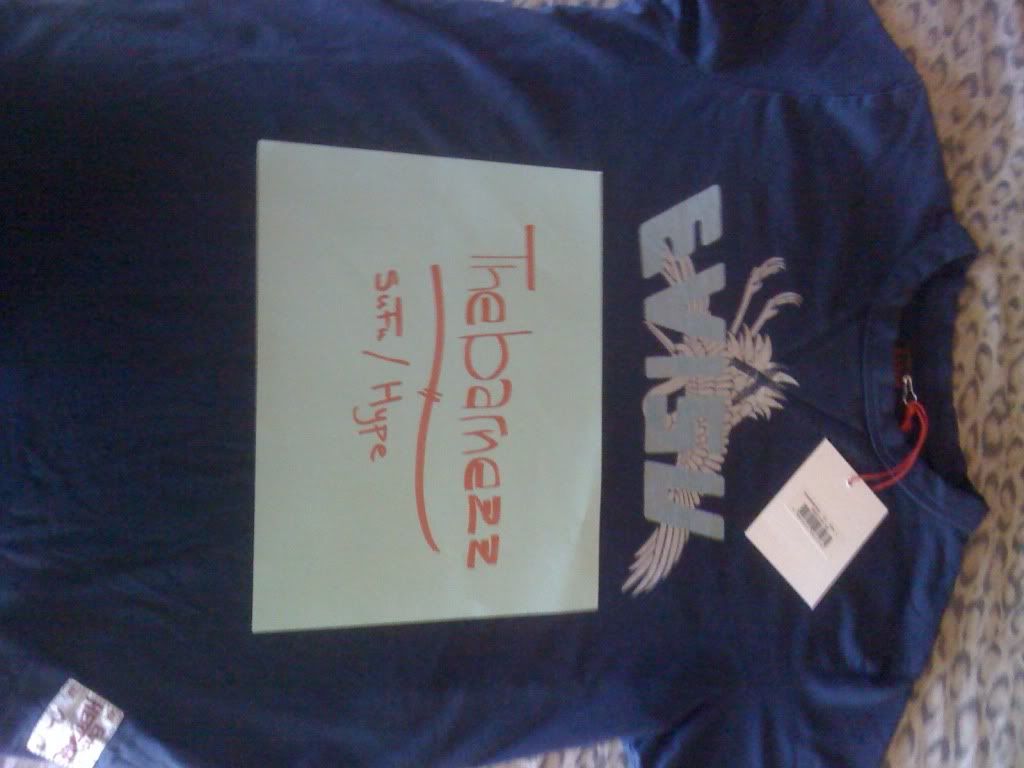 EVISU
Thebarnezz
SuFu / Hype